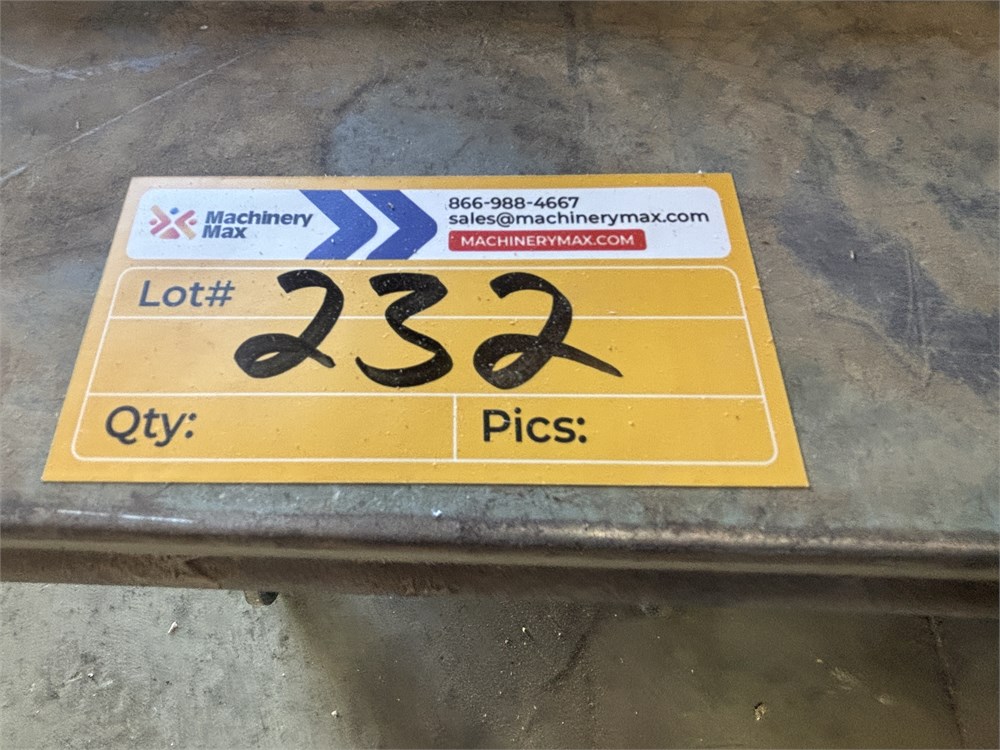 Machinery
Max
866-988-4667
sales@machinerymax.com
MACHINERYMAX.COM
Lot# 232
Qty:
Pics: